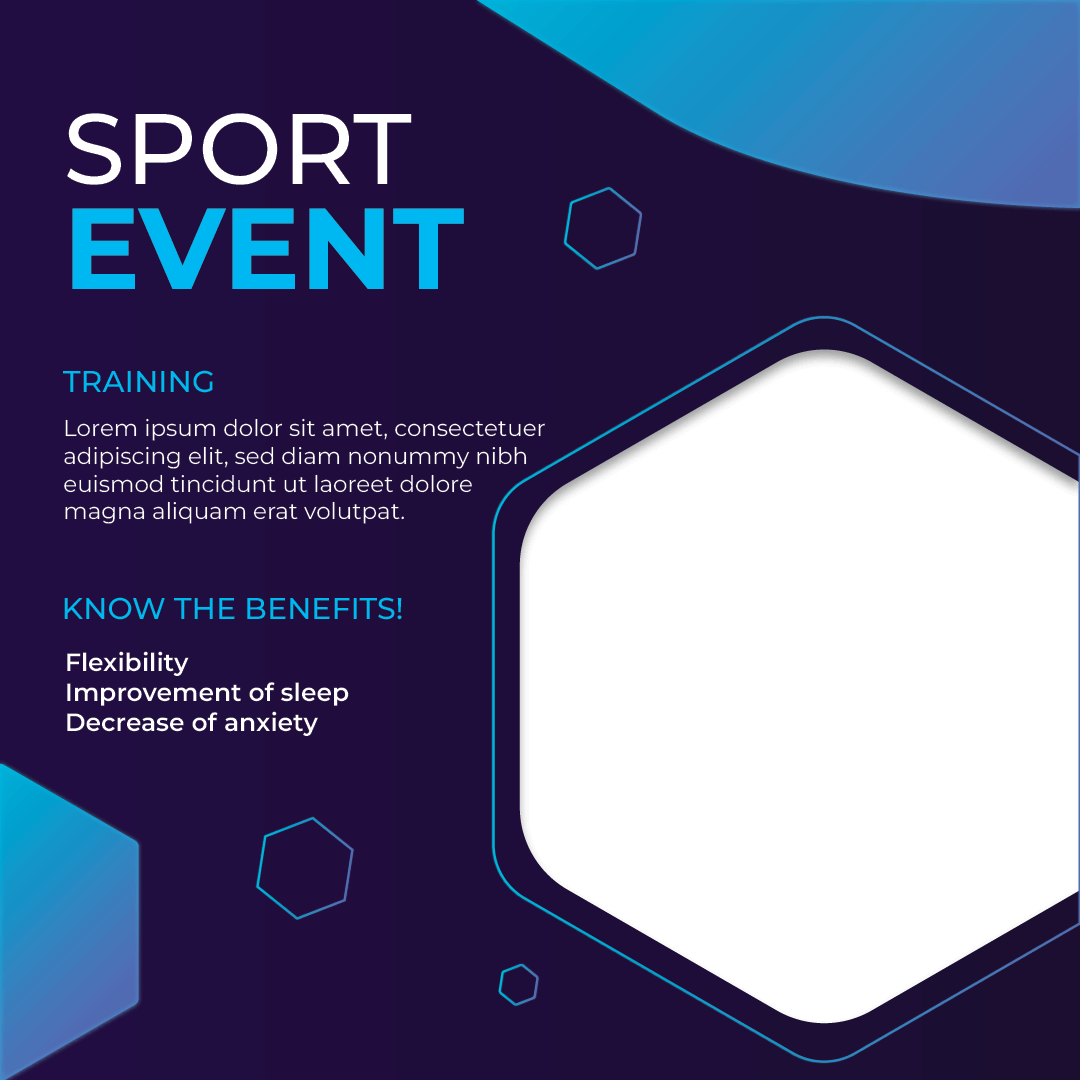 SPORT
EVENT
TRAINING
Lorem ipsum dolor sit amet, consectetuer
adipiscing elit, sed diam nonummy nibh
euismod tincidunt ut laoreet dolore
magna aliquam erat volutpat.
KNOW THE BENEFITS!
Flexibility
Improvement of sleep
Decrease of anxiety